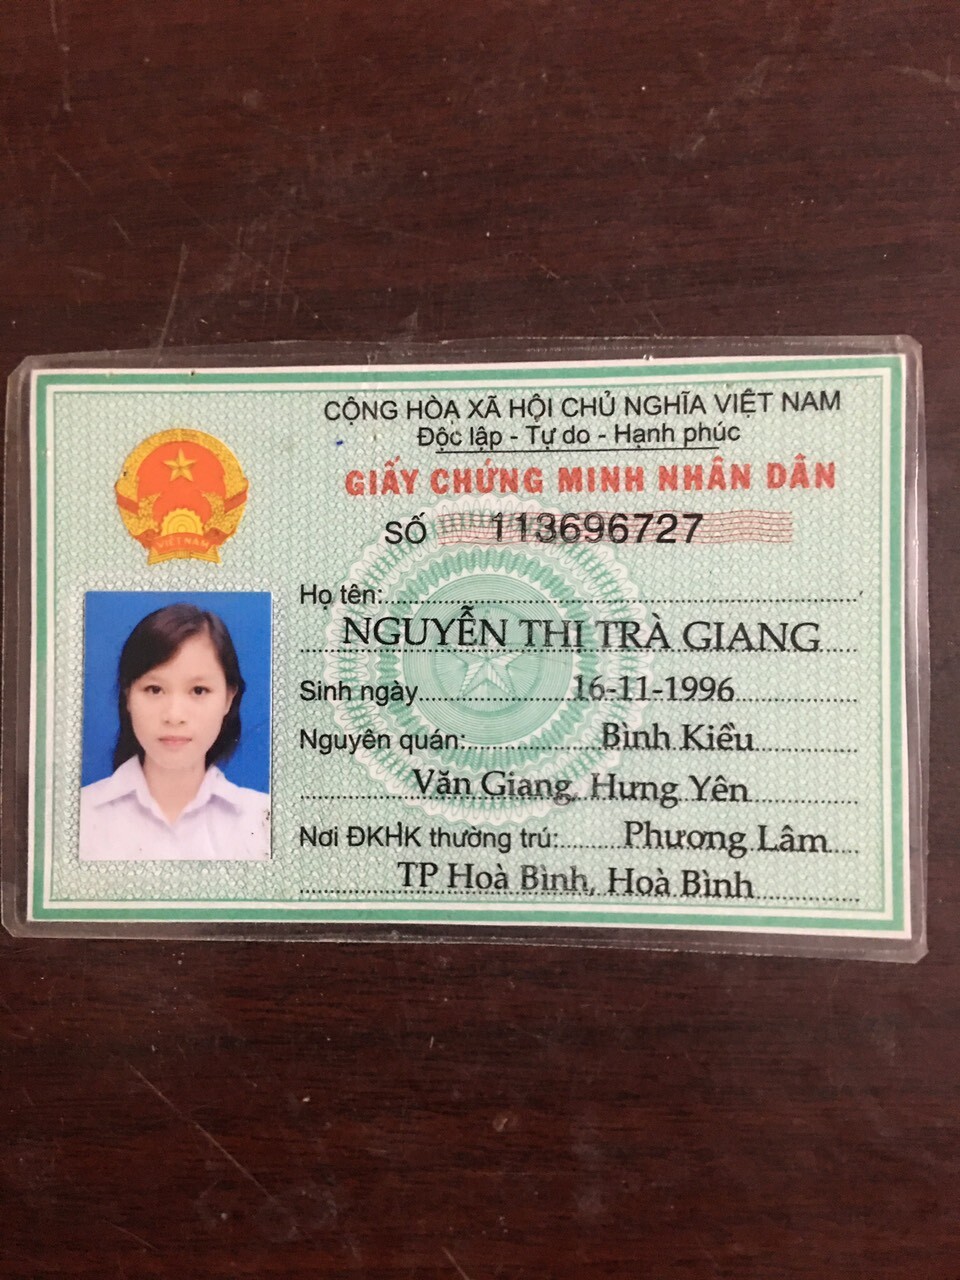 CỘNG HÒA XÃ HỘI CHỦ NGHĨA VIỆT NAM
Độc lập - Tự do - Hạnh phúc
GIẤY CHỨNG MINH NHÂN DÂN
SỐ 113696727
VIỆT NAM
Họ tên:
NGUYỄN THỊ TRÀ GIANG
Sinh ngày 16-11-1996
Nguyên quán: Bình Kiều
Văn Giang, Hưng Yên
Nơi ĐKHK thường trú: Phương Lâm
TP Hoà Bình, Hoà Bình